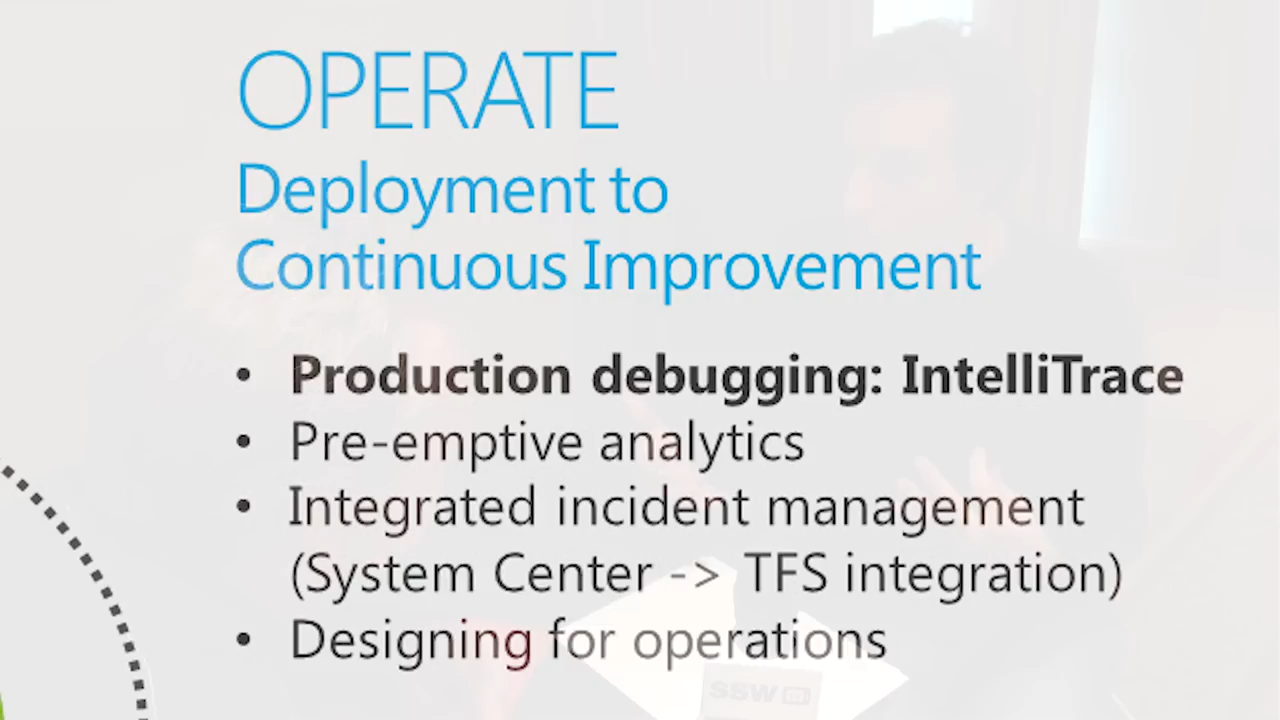 OPERATE
Deployment to
Continuous Improvement
• Production debugging: IntelliTrace
• Pre-emptive analytics
• Integrated incident management
(System Center -> TFS integration)
• Designing for operations
SSW